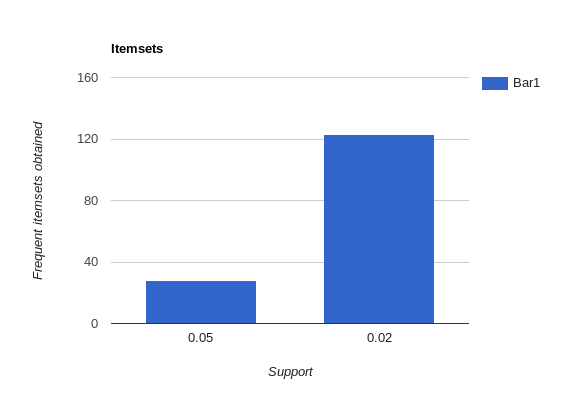 Itemsets
Bar1
Frequent itemsets obtained
160
120
80
40
0
0.05 0.02
Support